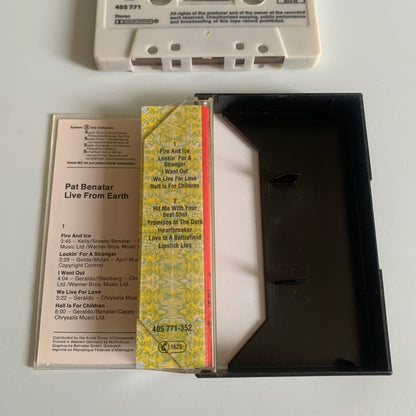 405 771
Stereo
All rights of the producer and of the owner of the recorded
work reserved. Unauthorised copying, public performance
and broadcasting of this tape record prohibited.
Pat Benatar
Live From Earth
1
Fire And Ice
3:45 - Kelly/Sheets/Benatar -
Ltd./Warner Bros. Music Ltd.
Lookin' For A Stranger
3:29 - Golde/Mclan - April Mu
Copyright Control
I Want Out
4:04 - Geraldo/Steinberg - Ch
Ltd./Warner Bros. Music Ltd.
We Live For Love
3:22 - Geraldo - Chrysalis Mus
Hell Is For Children
6:00 - Geraldo/Benatar/Capps
Chrysalis Music Ltd.
Distributed by the Ariola Group of Companies
Printed in Western Germany by Mohndruck
Graphische Betriebe GmbH, Gütersloh
Imprimé en République Fédérale d'Allemagne
1
Fire And Ice
Lookin' For A
Stranger
I Want Out
We Live For Love
Hell Is For Children
2
Hit Me With Your
Best Shot
Promises In The Dark
Heartbreaker
Love Is A Battlefield
Lipstick Lies
405 771-352